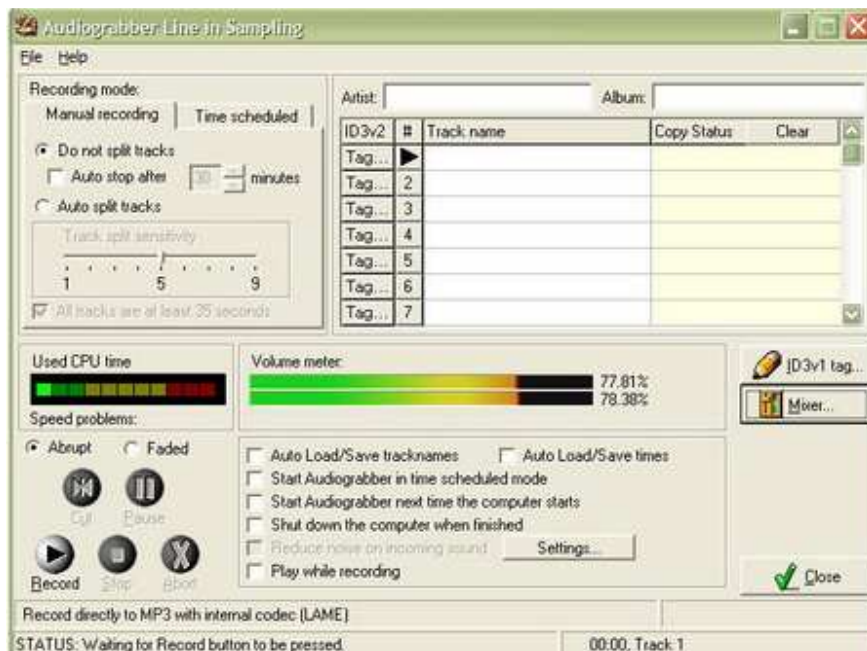 Audiograbber Line in Sampling
File Help
Recording mode:
Manual recording Time scheduled
Do not split tracks
Auto stop after 30 minutes
Auto split tracks
Track split sensitivity
1 5 9
All tracks are at least 35 seconds
Artist: Album:
ID3v2 # Track name Copy Status Clear
Tag...
Tag... 2
Tag... 3
Tag... 4
Tag... 5
Tag... 6
Tag... 7
Used CPU time
Speed problems:
Volume meter:
77.81%
78.38%
ID3v1 tag...
Mixer...
Abrupt Faded
Cut Pause
Record Stop Abort
Auto Load/Save tracknames Auto Load/Save times
Start Audiograbber in time scheduled mode
Start Audiograbber next time the computer starts
Shut down the computer when finished
Reduce noise on incoming sound Settings...
Play while recording
Close
Record directly to MP3 with internal codec (LAME)
STATUS: Waiting for Record button to be pressed. 00:00, Track 1